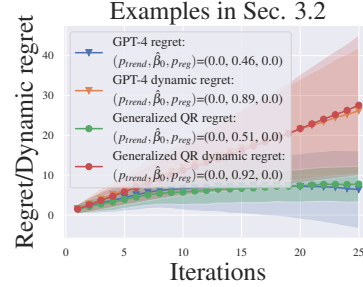 Examples in Sec. 3.2
GPT-4 regret:
(p_trend, β̂_0, p_reg)=(0.0, 0.46, 0.0)
GPT-4 dynamic regret:
(p_trend, β̂_0, p_reg)=(0.0, 0.89, 0.0)
Generalized QR regret:
(p_trend, β̂_0, p_reg)=(0.0, 0.51, 0.0)
Generalized QR dynamic regret:
(p_trend, β̂_0, p_reg)=(0.0, 0.92, 0.0)
Regret/Dynamic regret
40
30
20
10
0
0 5 10 15 20 25
Iterations